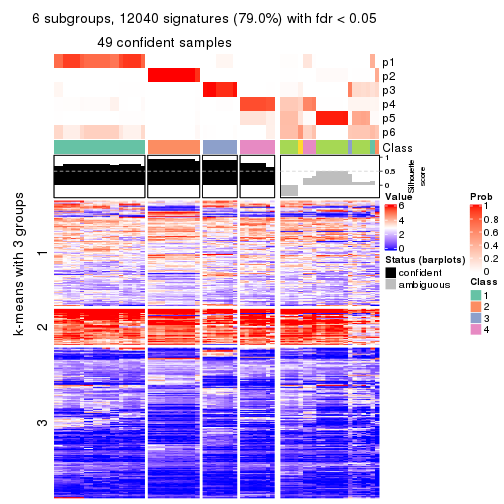 6 subgroups, 12040 signatures (79.0%) with fdr < 0.05
49 confident samples
p1
p2
p3
p4
p5
p6
Class
1
0.5
0
Silhouette
score
k-means with 3 groups
1
2
3
Value
6
4
2
0
Status (barplots)
confident
ambiguous
Prob
1
0.8
0.6
0.4
0.2
0
Class
1
2
3
4